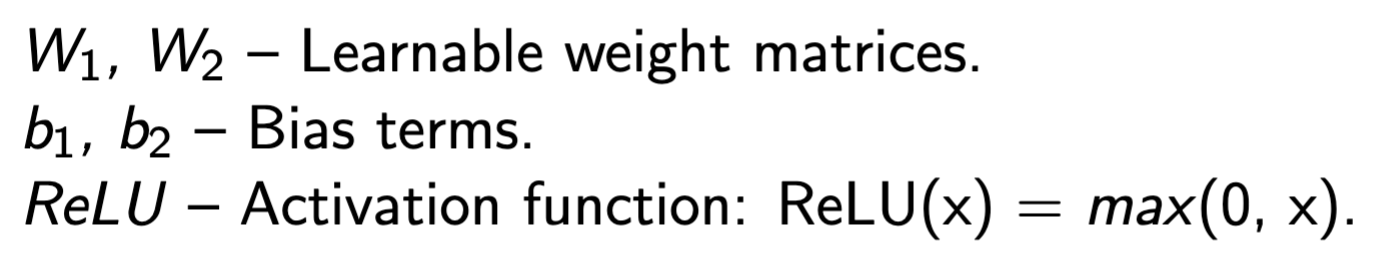 W₁, W₂ – Learnable weight matrices.
b₁, b₂ – Bias terms.
ReLU – Activation function: ReLU(x) = max(0, x).